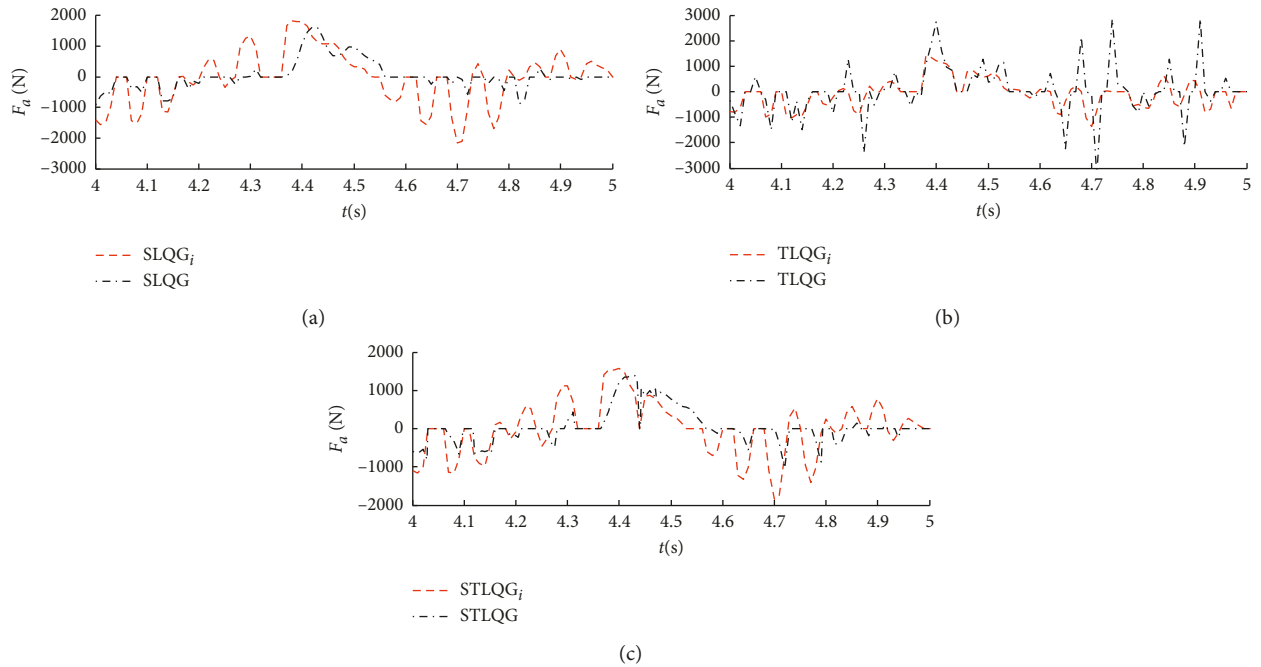 2000
1000
0
−1000
−2000
−3000
F_a (N)
4 4.1 4.2 4.3 4.4 4.5 4.6 4.7 4.8 4.9 5
t(s)
SLQG_i
SLQG
(a)
3000
2000
1000
0
−1000
−2000
3000
F_a (N)
4 4.1 4.2 4.3 4.4 4.5 4.6 4.7 4.8 4.9 5
t(s)
TLQG_i
TLQG
(b)
2000
1000
0
−1000
−2000
F_a (N)
4 4.1 4.2 4.3 4.4 4.5 4.6 4.7 4.8 4.9 5
t(s)
STLQG_i
STLQG
(c)